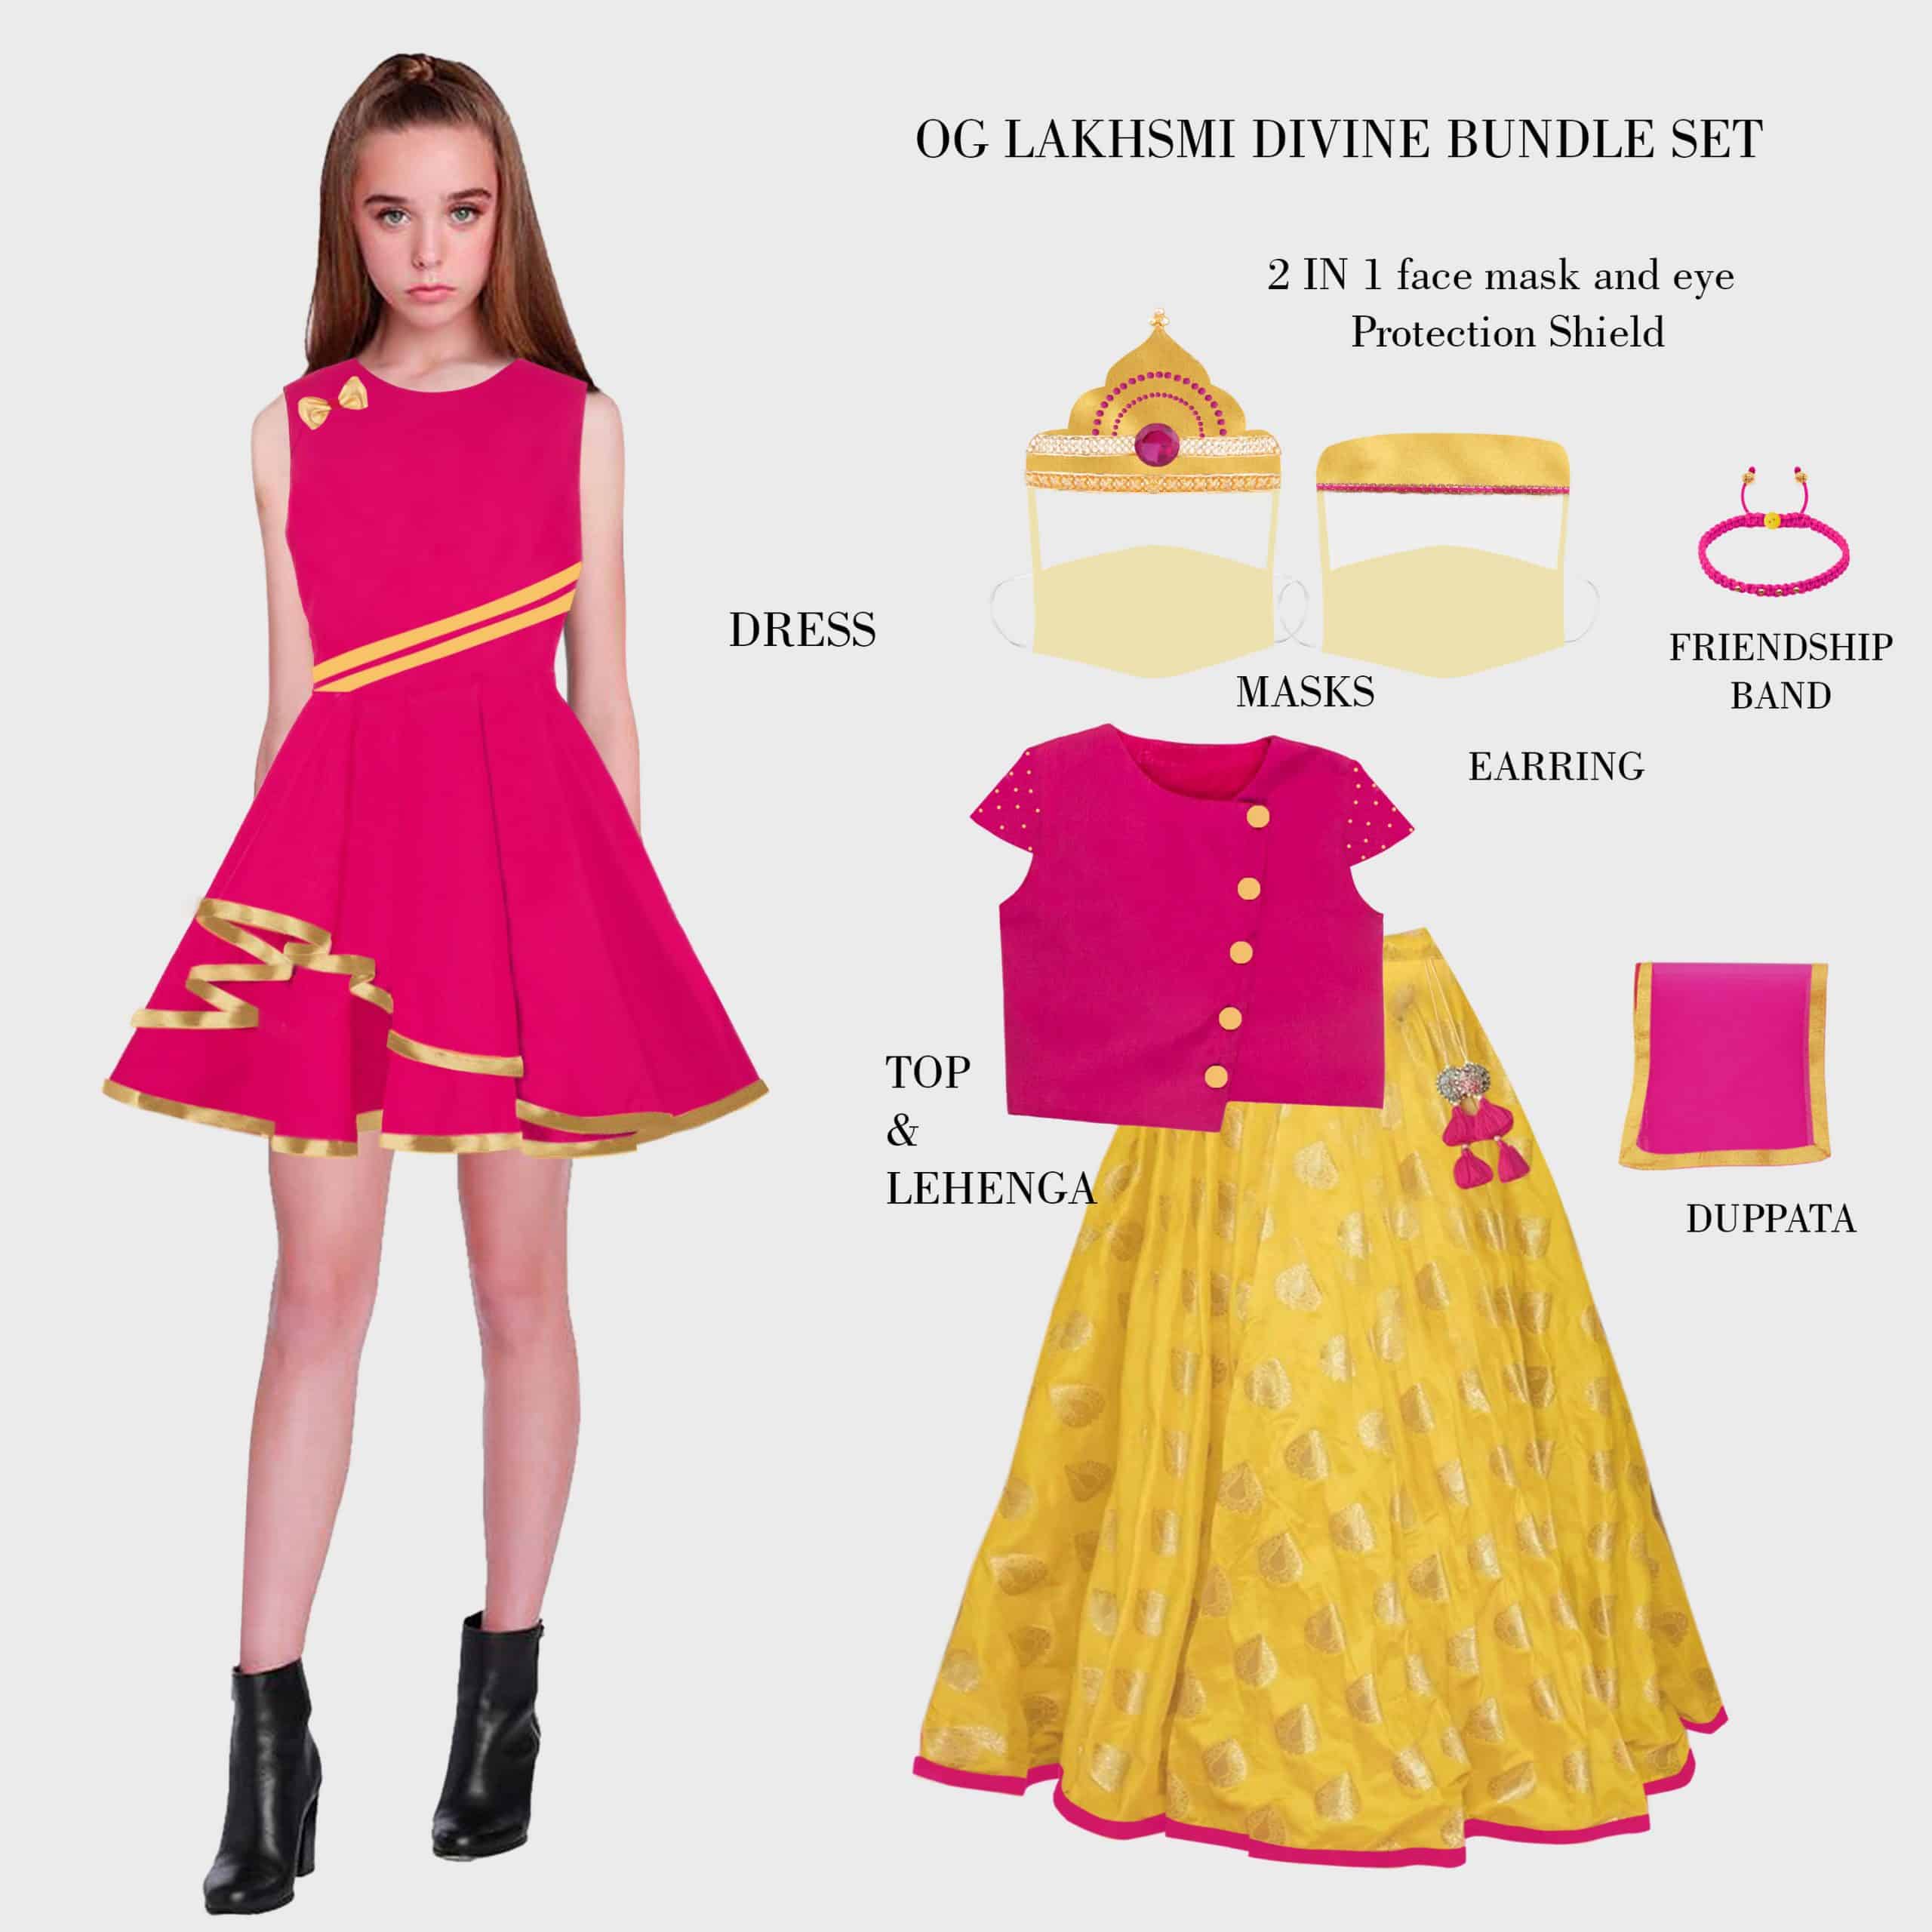 OG LAKHSMI DIVINE BUNDLE SET
2 IN 1 face mask and eye
Protection Shield
DRESS
MASKS
FRIENDSHIP
BAND
EARRING
TOP
&
LEHENGA
DUPPATA